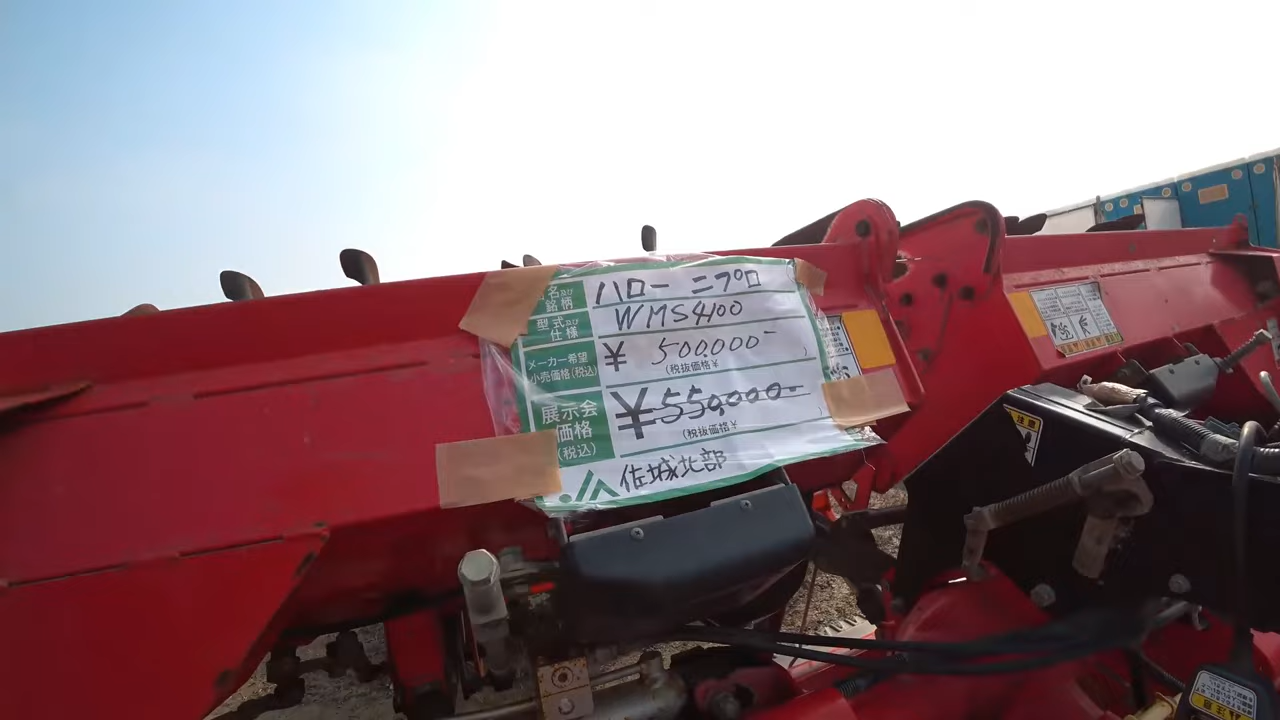 名及び
銘柄
ハロー ニプロ
型式及び
仕様
WMS4100
メーカー希望
小売価格(税込)
¥ 500,000-
(税抜価格¥ )
展示会
価格
(税込)
¥550,000-
(税抜価格¥ )
佐城北部
注意